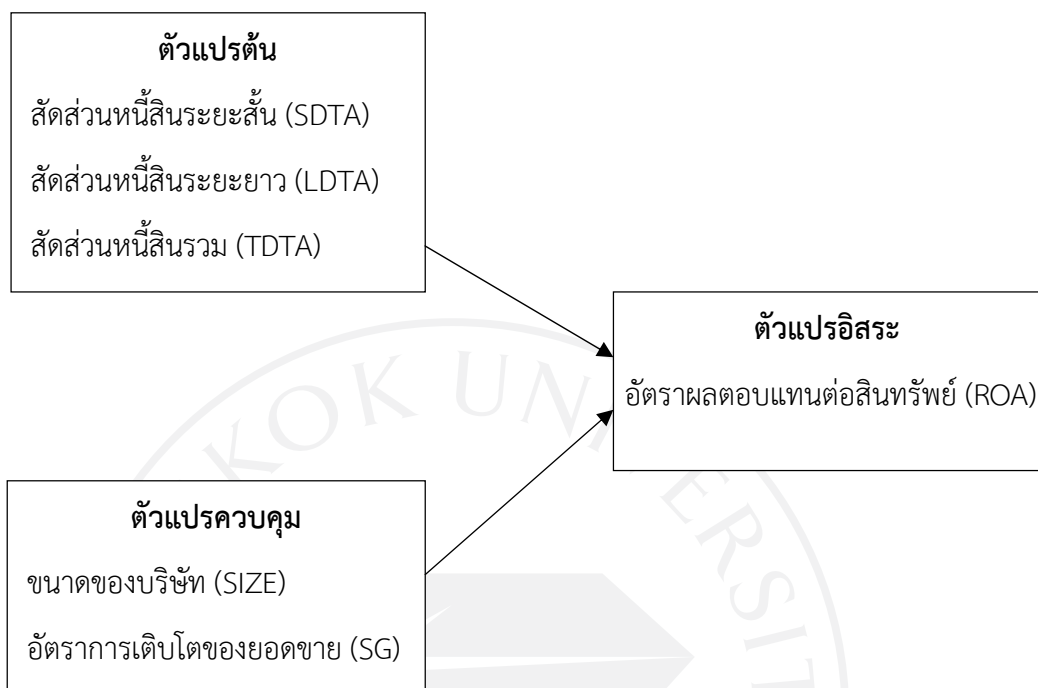 ตัวแปรต้น
สัดส่วนหนี้สินระยะสั้น (SDTA)
สัดส่วนหนี้สินระยะยาว (LDTA)
สัดส่วนหนี้สินรวม (TDTA)
ตัวแปรอิสระ
อัตราผลตอบแทนต่อสินทรัพย์ (ROA)
ตัวแปรควบคุม
ขนาดของบริษัท (SIZE)
อัตราการเติบโตของยอดขาย (SG)
KOK UNIVERSIT